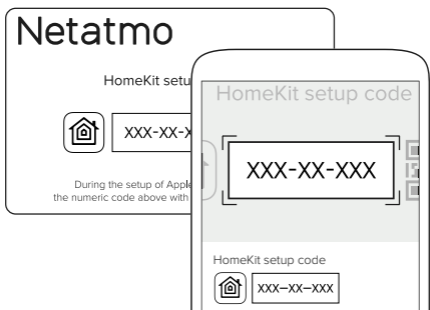 Netatmo
HomeKit setu
XXX-XX-X
During the setup of Apple
the numeric code above with
HomeKit setup code
XXX-XX-XXX
HomeKit setup code
XXX–XX–XXX